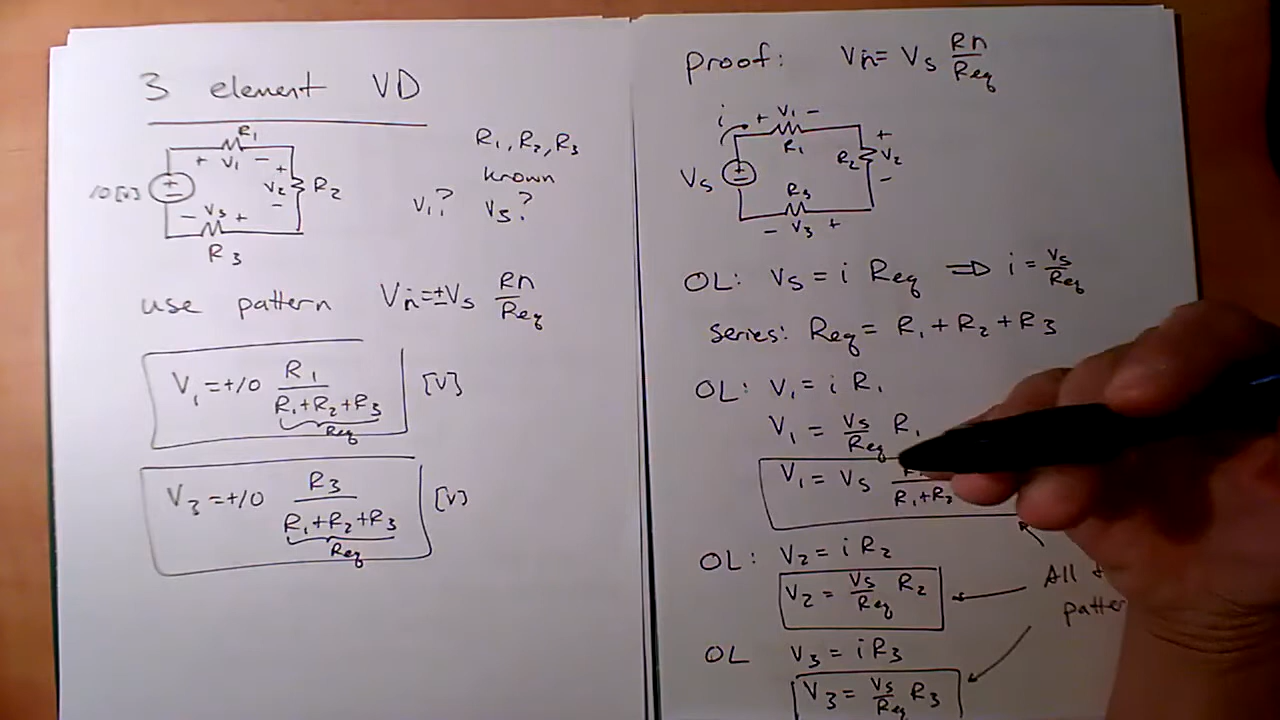 3 element VD
R₁
+ V₁ -
10[V]
+
V₂
-
R₂
- V₃ +
R₃
R₁, R₂, R₃
known
V₁? V₃?
use pattern Vₙ=±Vs Rn/Req
V₁=+10 R₁/(R₁+R₂+R₃) [V]
Req
V₃=+10 R₃/(R₁+R₂+R₃) [V]
Req
Proof: Vₙ= Vs Rn/Req
i + V₁ -
R₁
Vs
R₂
+
V₂
-
R₃
- V₃ +
OL: Vs = i Req ⇒ i = Vs/Req
series: Req = R₁ + R₂ + R₃
OL: V₁ = i R₁
V₁ = Vs/Req R₁
V₁ = Vs R₁+R₂
OL: V₂ = i R₂
V₂ = Vs/Req R₂
All
OL V₃ = i R₃
V₃ = Vs/Req R₃